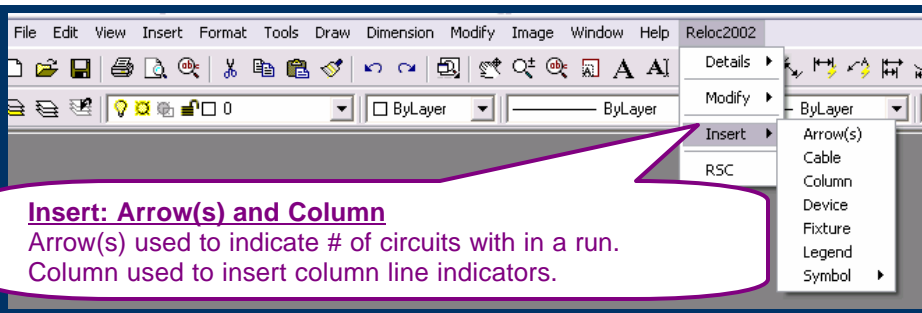 File Edit View Insert Format Tools Draw Dimension Modify Image Window Help Reloc2002
Details
Modify
Insert
RSC
0
ByLayer
ByLayer
ByLayer
Arrow(s)
Cable
Column
Device
Fixture
Legend
Symbol
Insert: Arrow(s) and Column
Arrow(s) used to indicate # of circuits with in a run.
Column used to insert column line indicators.